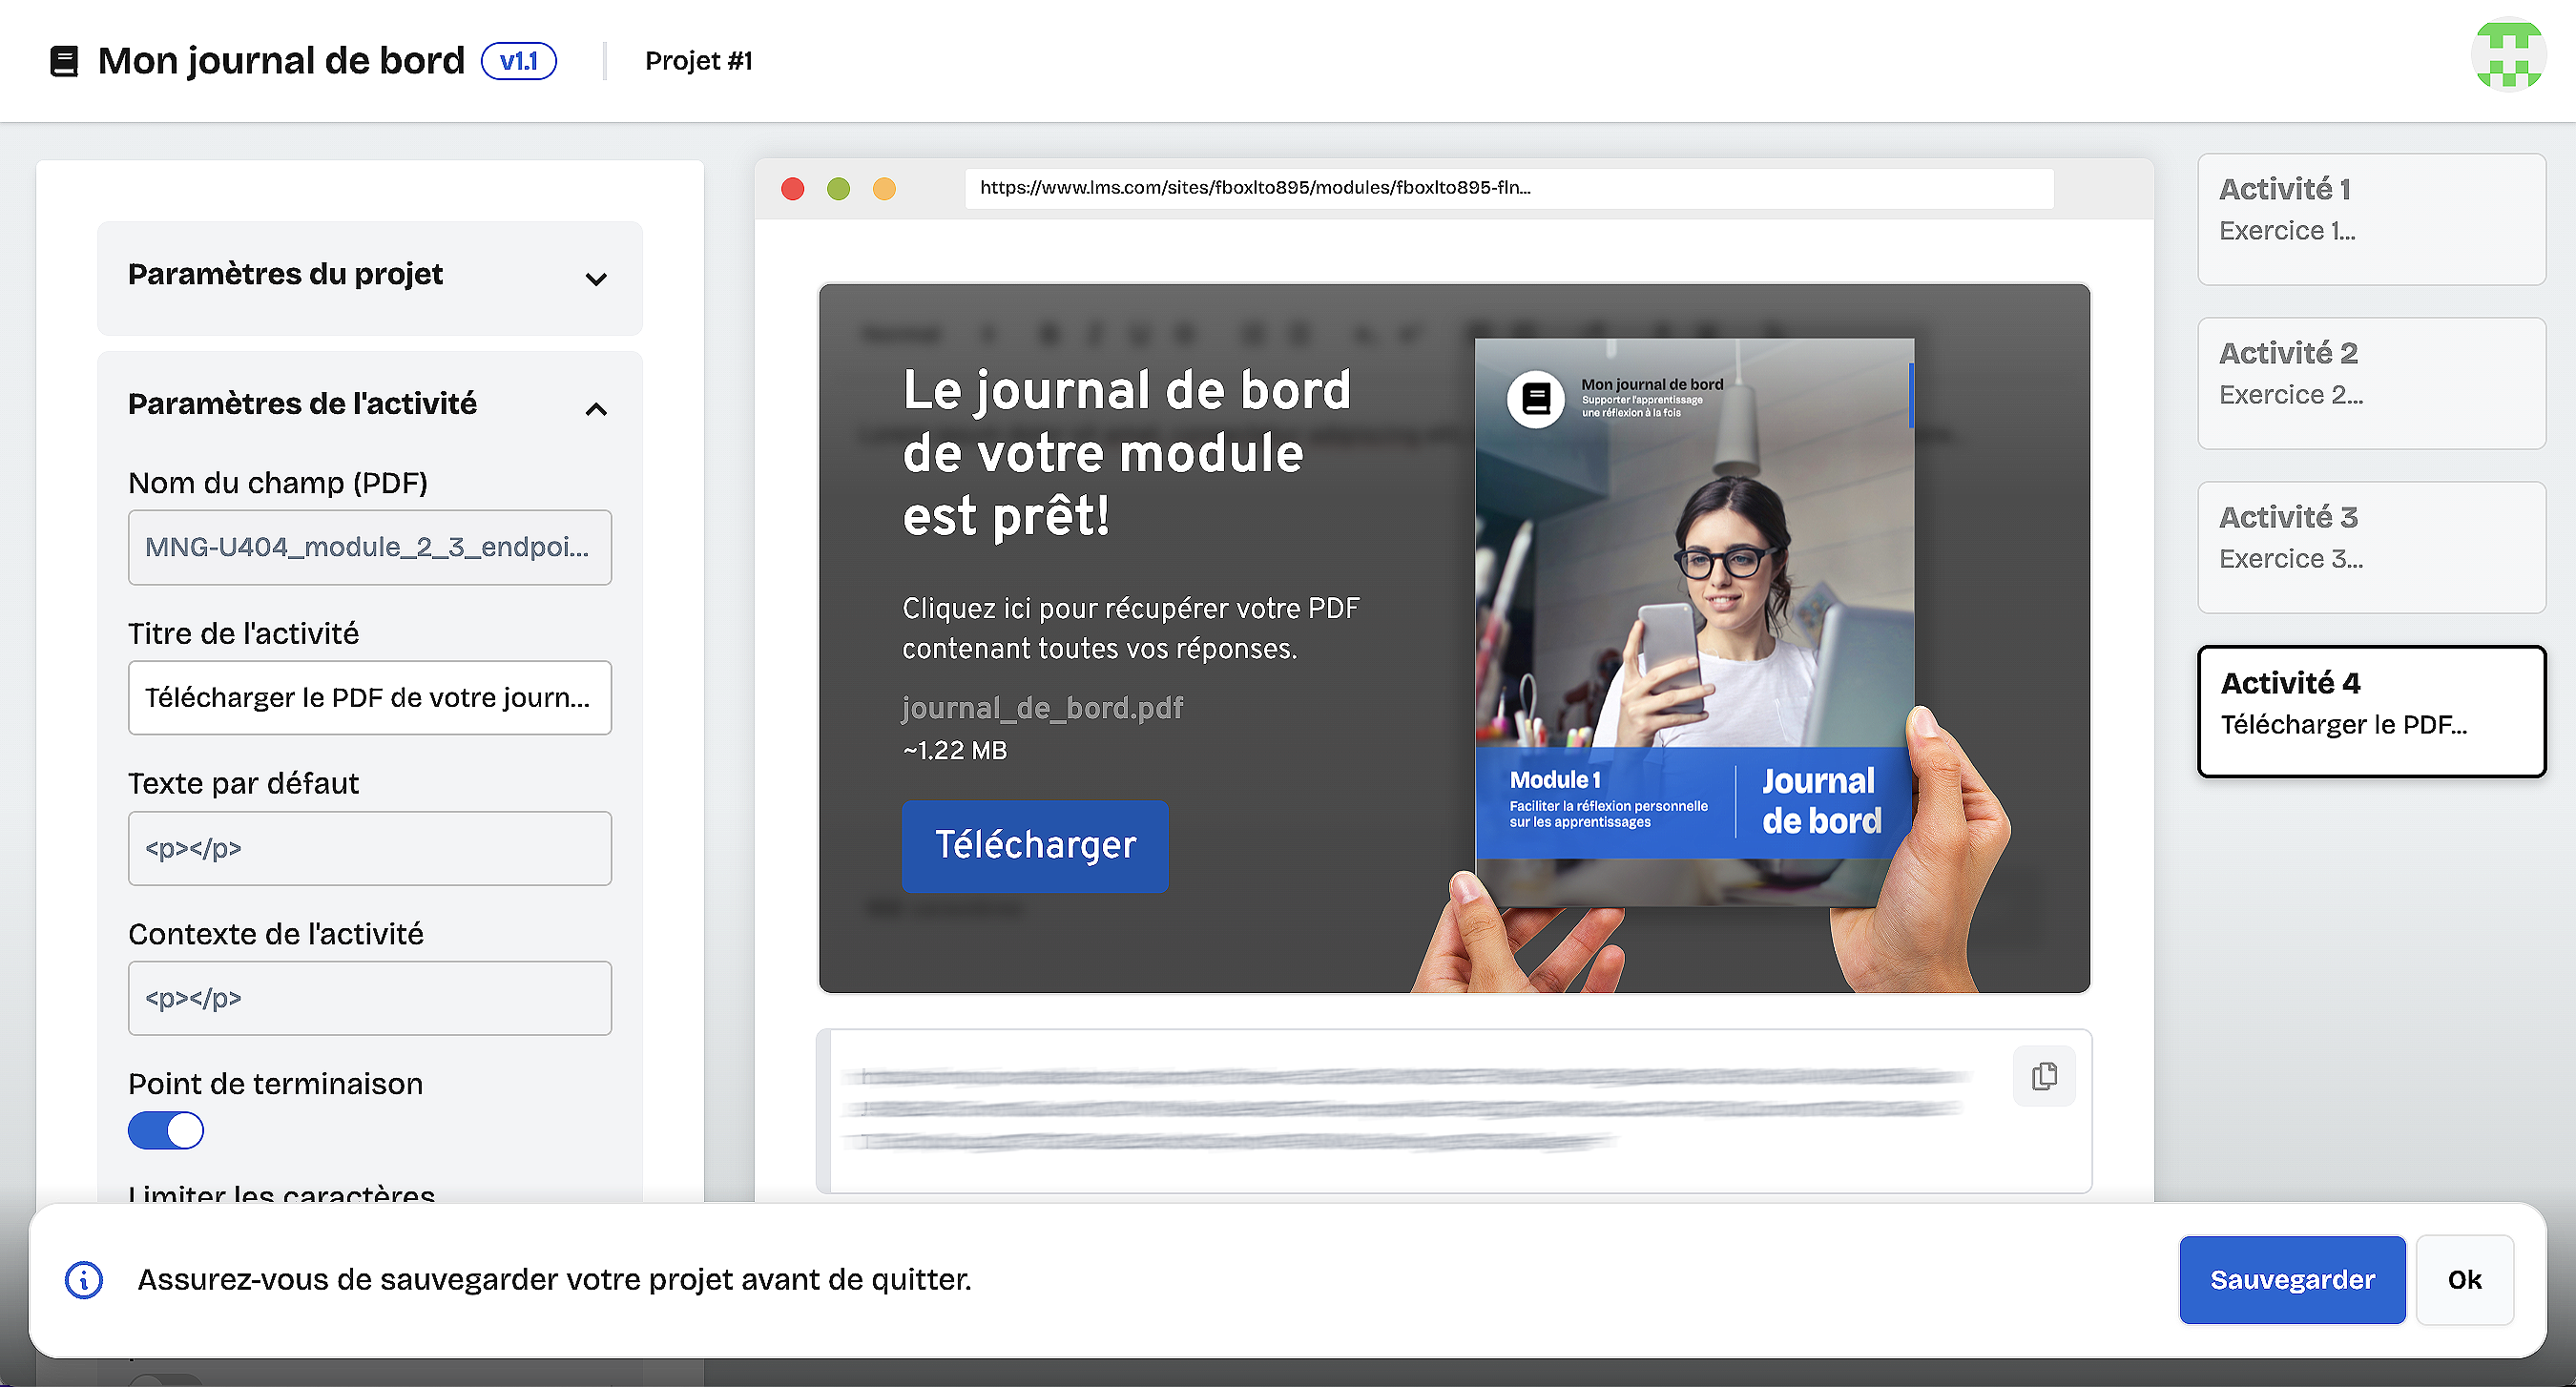 Mon journal de bord v1.1 Projet #1
Paramètres du projet
Paramètres de l'activité
Nom du champ (PDF)
MNG-U404_module_2_3_endpoi...
Titre de l'activité
Télécharger le PDF de votre journ...
Texte par défaut
<p></p>
Contexte de l'activité
<p></p>
Point de terminaison
Limiter les caractères
https://www.lms.com/sites/fboxlto895/modules/fboxlto895-fln...
Le journal de bord
de votre module
est prêt!
Cliquez ici pour récupérer votre PDF
contenant toutes vos réponses.
journal_de_bord.pdf
~1.22 MB
Télécharger
Mon journal de bord
Supporter l'apprentissage
une réflexion à la fois
Module 1
Faciliter la réflexion personnelle
sur les apprentissages
Journal
de bord
Activité 1
Exercice 1...
Activité 2
Exercice 2...
Activité 3
Exercice 3...
Activité 4
Télécharger le PDF...
Assurez-vous de sauvegarder votre projet avant de quitter.
Sauvegarder
Ok